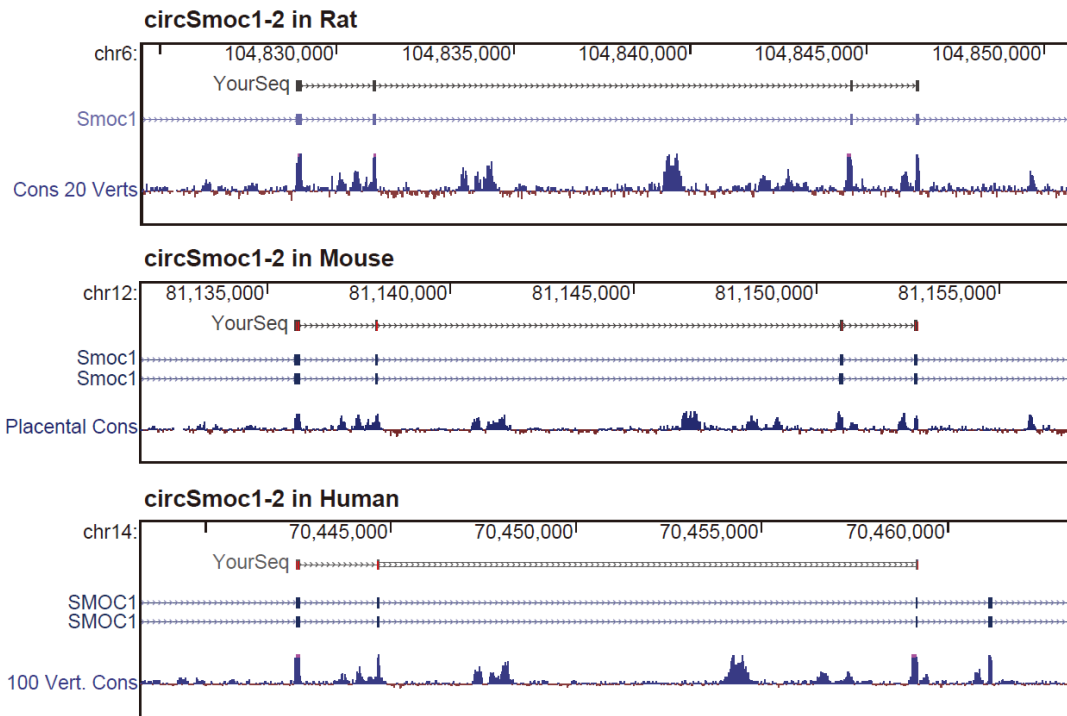 circSmoc1-2 in Rat
chr6: 104,830,000 104,835,000 104,840,000 104,845,000 104,850,000
YourSeq
Smoc1
Cons 20 Verts
circSmoc1-2 in Mouse
chr12: 81,135,000 81,140,000 81,145,000 81,150,000 81,155,000
YourSeq
Smoc1
Smoc1
Placental Cons
circSmoc1-2 in Human
chr14: 70,445,000 70,450,000 70,455,000 70,460,000
YourSeq
SMOC1
SMOC1
100 Vert. Cons